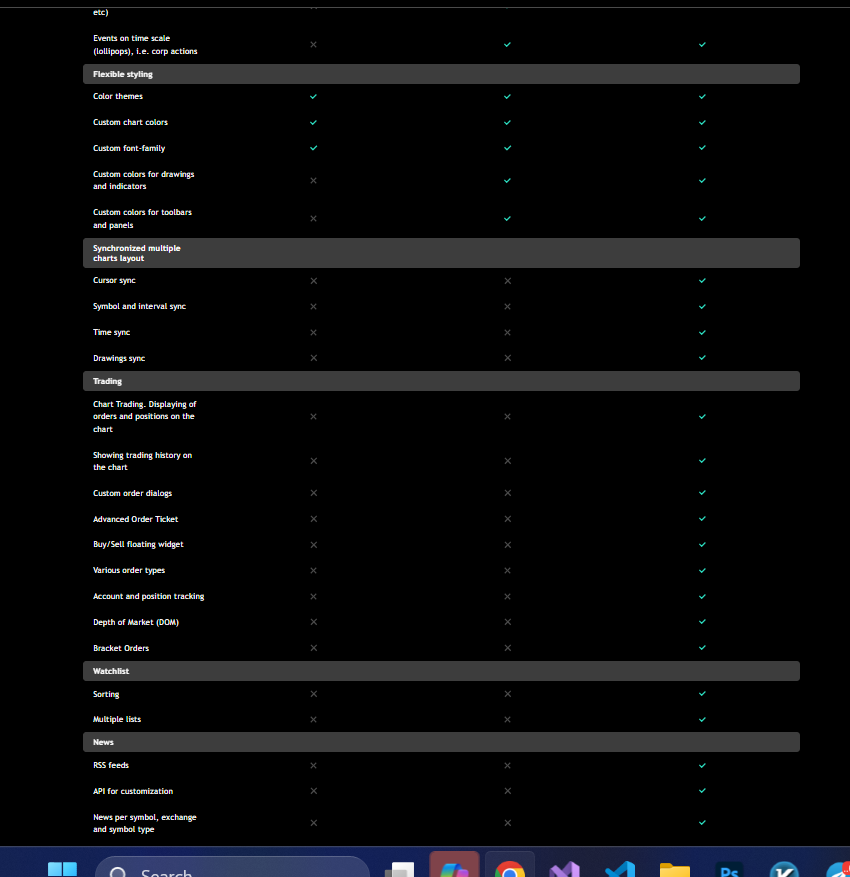 etc)
Events on time scale
(lollipops), i.e. corp actions
Flexible styling
Color themes
Custom chart colors
Custom font-family
Custom colors for drawings
and indicators
Custom colors for toolbars
and panels
Synchronized multiple
charts layout
Cursor sync
Symbol and interval sync
Time sync
Drawings sync
Trading
Chart Trading. Displaying of
orders and positions on the
chart
Showing trading history on
the chart
Custom order dialogs
Advanced Order Ticket
Buy/Sell floating widget
Various order types
Account and position tracking
Depth of Market (DOM)
Bracket Orders
Watchlist
Sorting
Multiple lists
News
RSS feeds
API for customization
News per symbol, exchange
and symbol type
Search
Ps